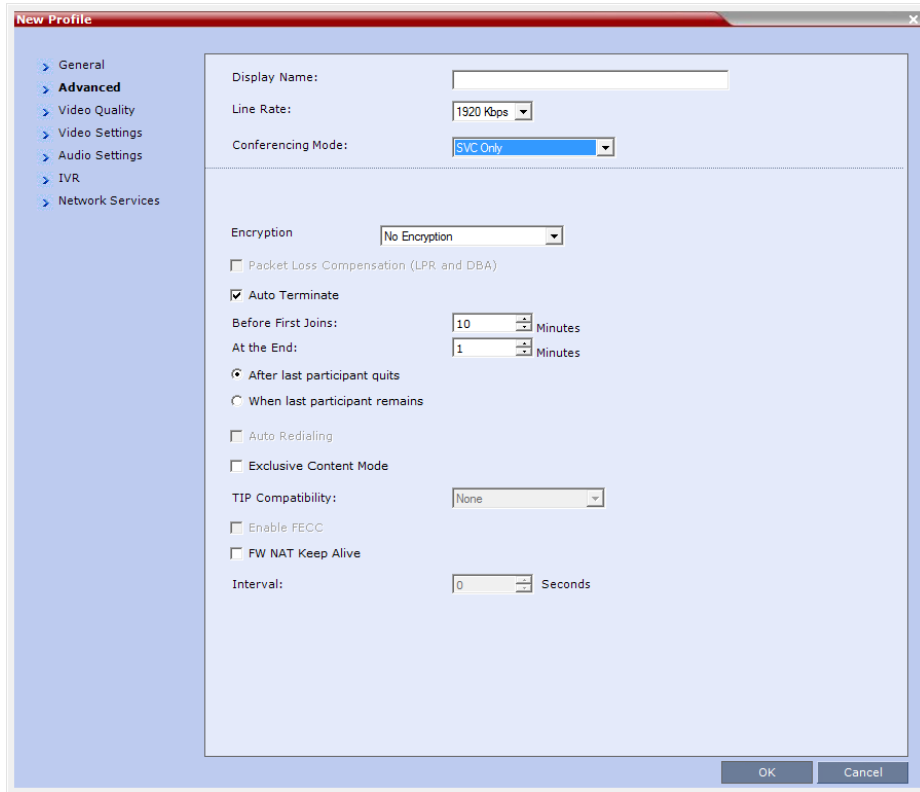 New Profile
General
Advanced
Video Quality
Video Settings
Audio Settings
IVR
Network Services
Display Name:
Line Rate: 1920 Kbps
Conferencing Mode: SVC Only
Encryption No Encryption
Packet Loss Compensation (LPR and DBA)
Auto Terminate
Before First Joins: 10 Minutes
At the End: 1 Minutes
After last participant quits
When last participant remains
Auto Redialing
Exclusive Content Mode
TIP Compatibility: None
Enable FECC
FW NAT Keep Alive
Interval: 0 Seconds
OK Cancel